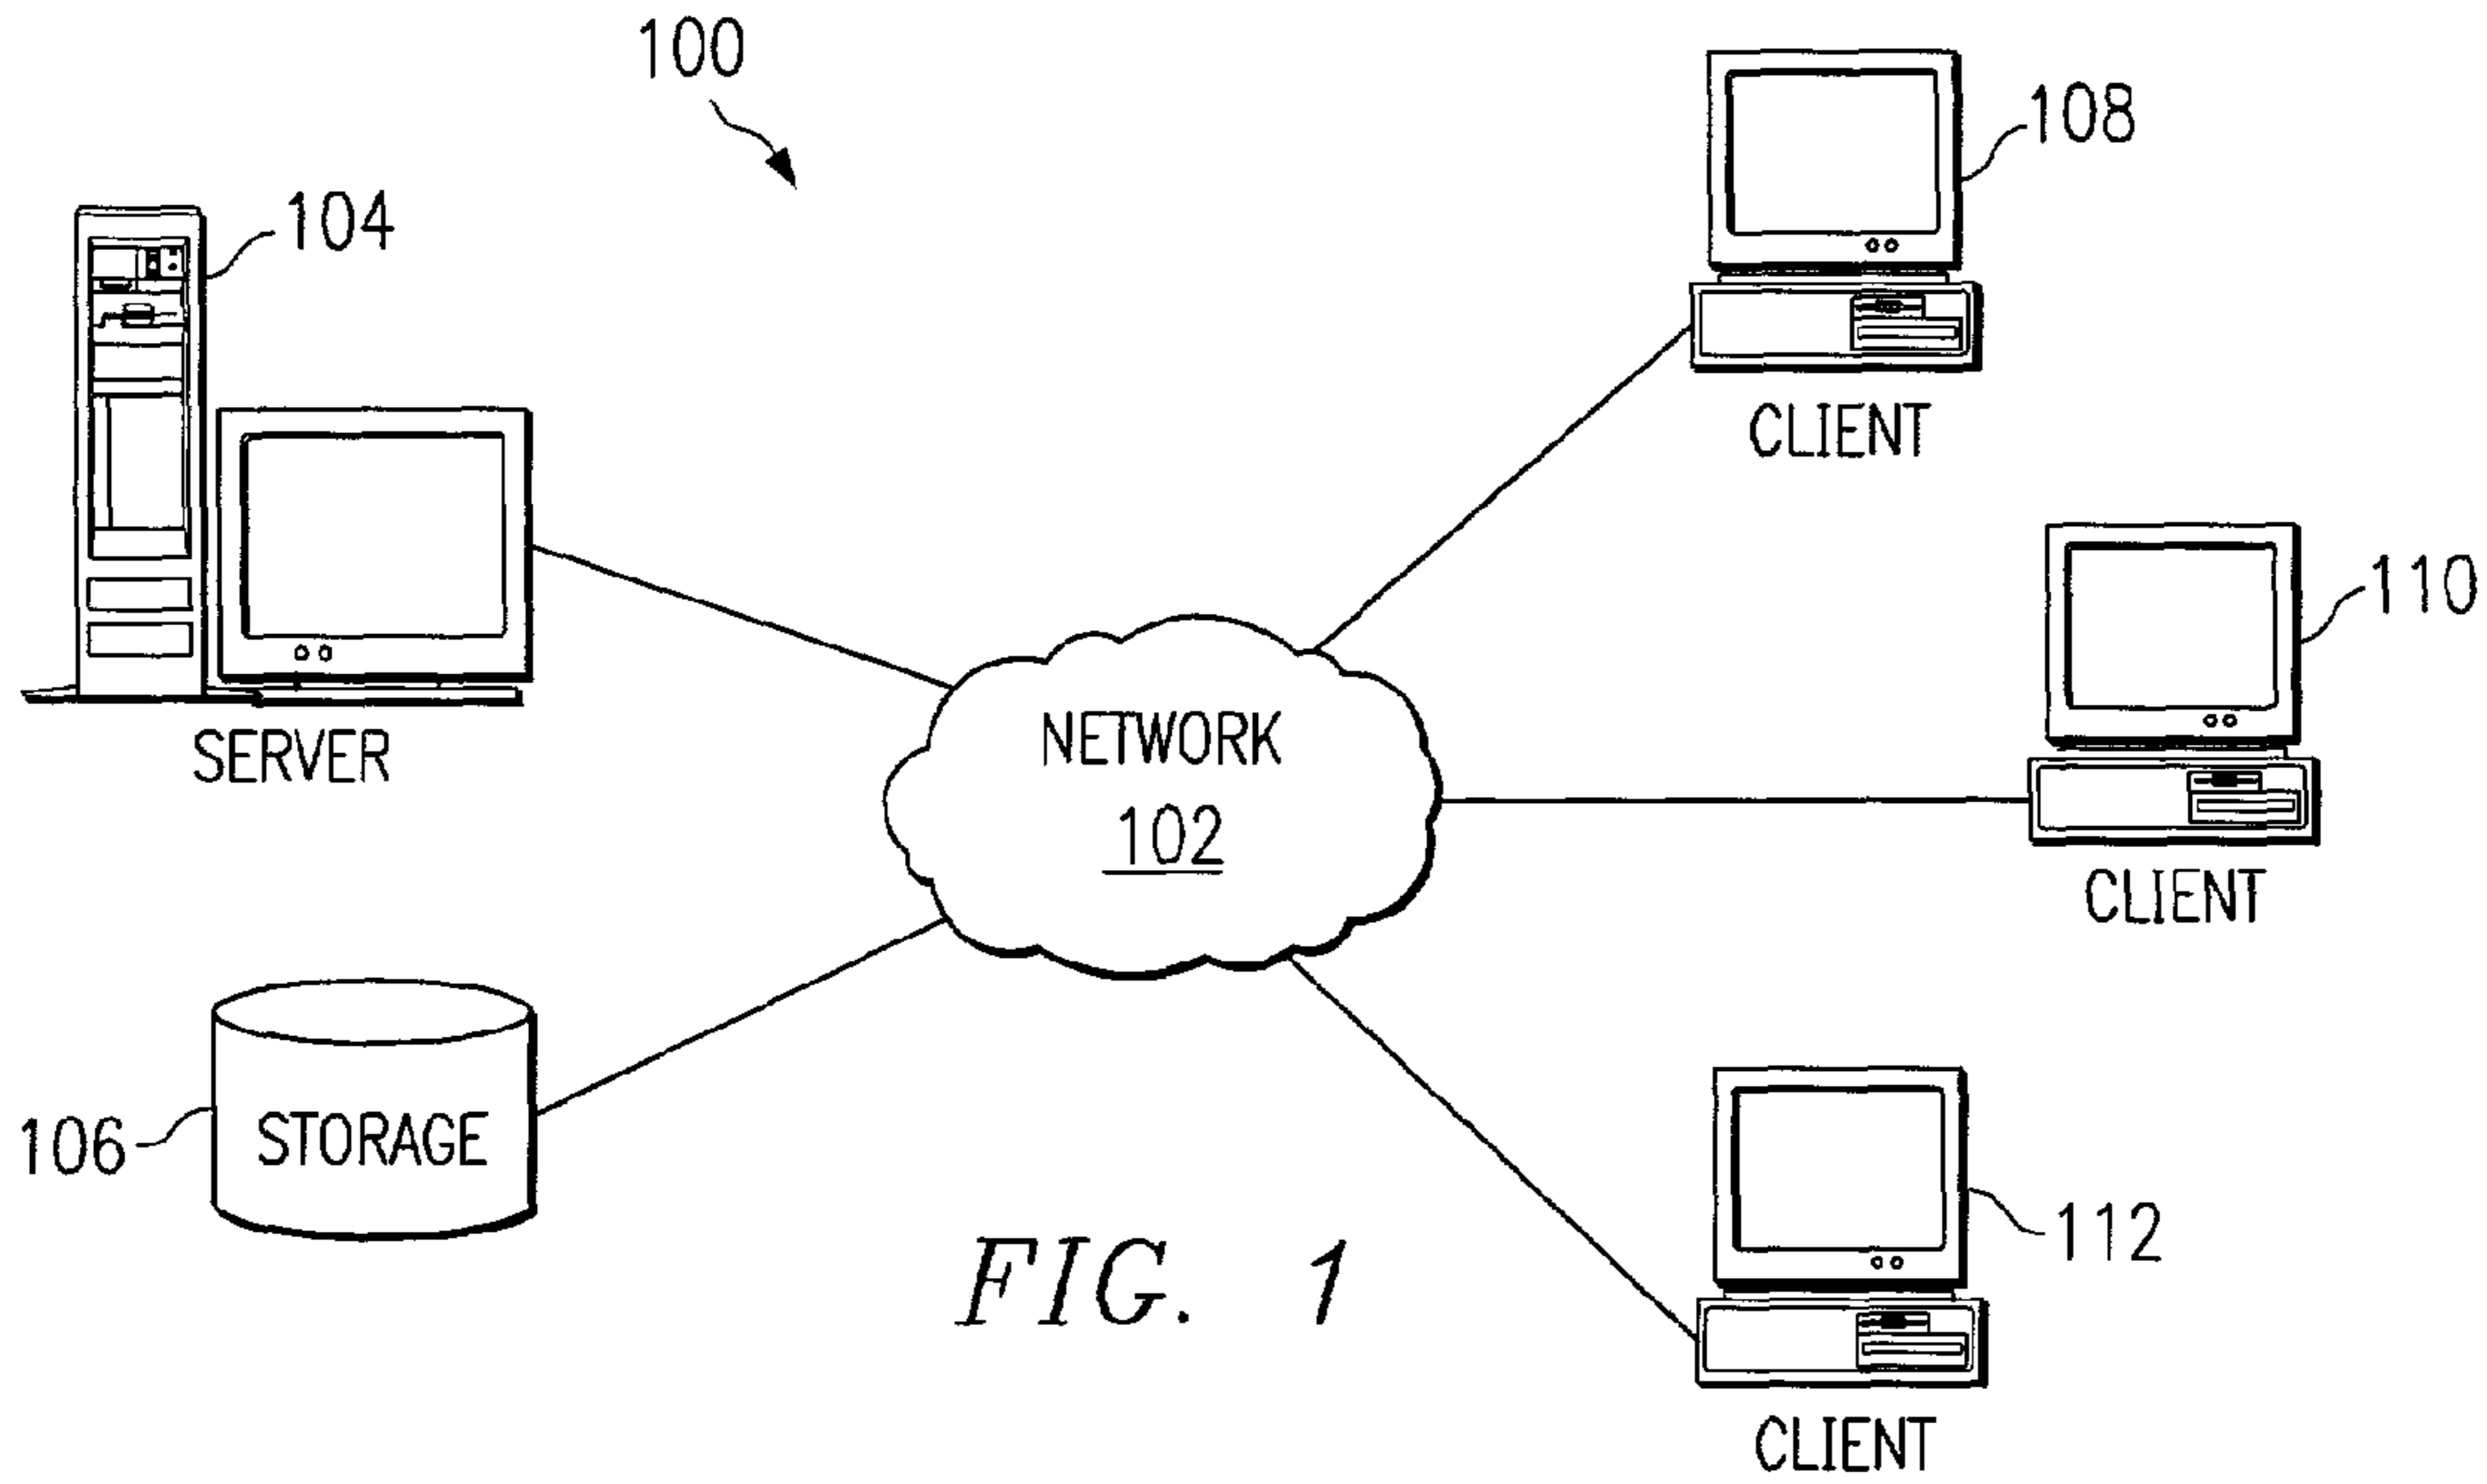 100
108
104
CLIENT
110
SERVER
NETWORK
102
CLIENT
106
STORAGE
112
FIG. 1
CLIENT